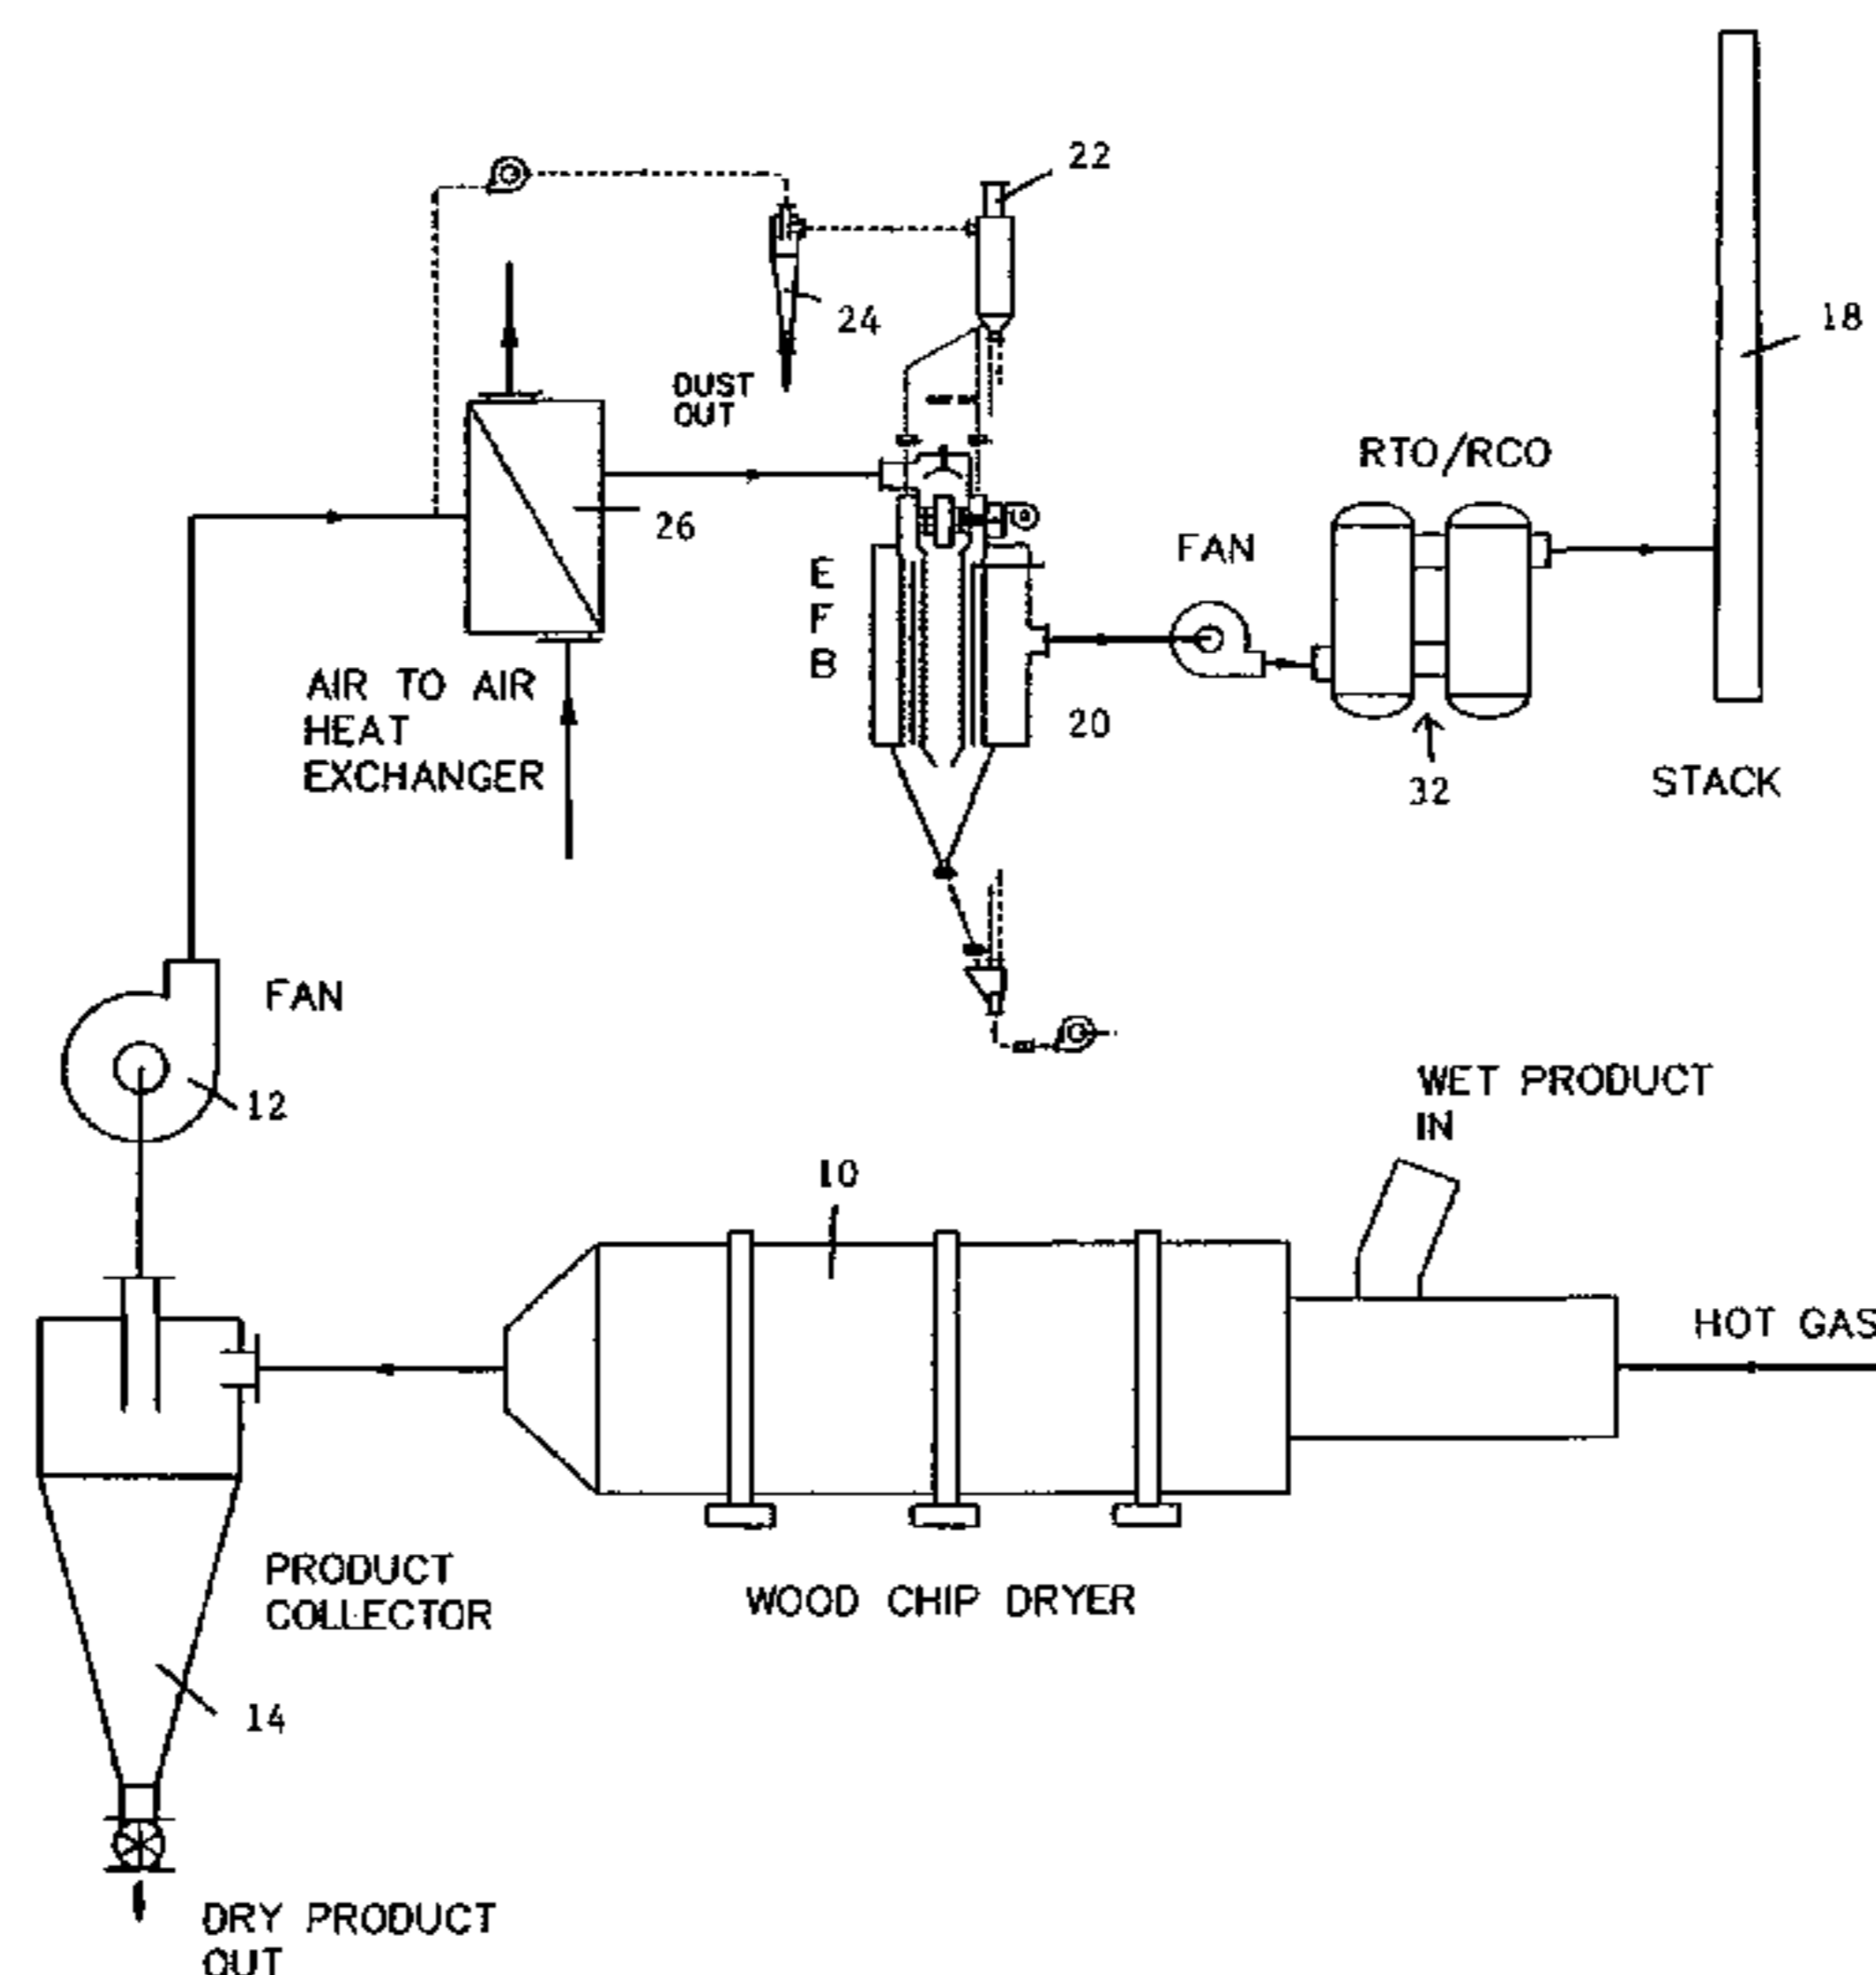 22
24
18
DUST
OUT
RTO/RCO
26
FAN
E
F
B
AIR TO AIR
HEAT
EXCHANGER
20
32
STACK
FAN
12
WET PRODUCT
IN
10
HOT GAS
PRODUCT
COLLECTOR
WOOD CHIP DRYER
14
DRY PRODUCT
OUT